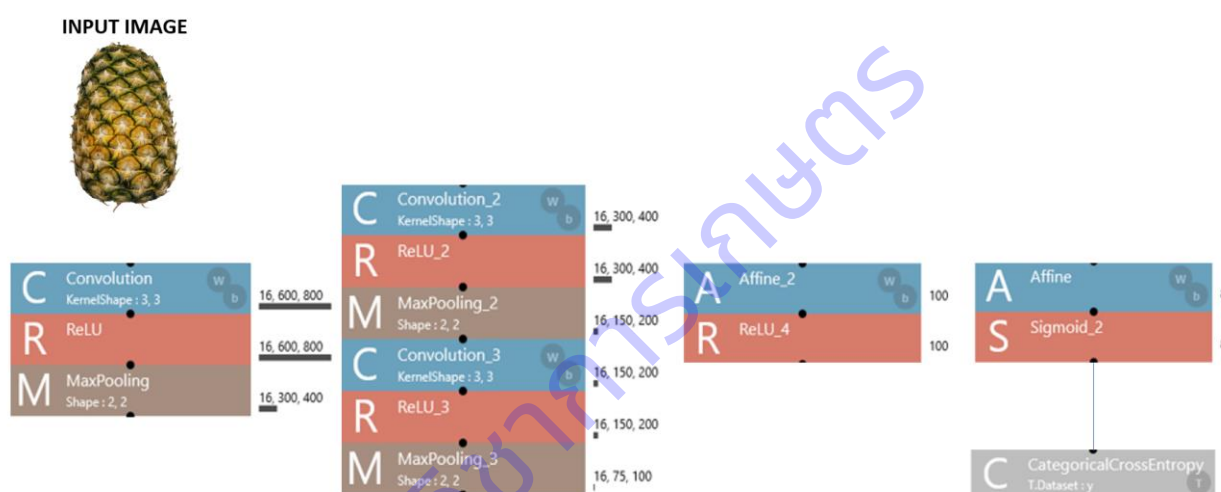 INPUT IMAGE
C Convolution W
KernelShape : 3, 3 b
16, 600, 800
R ReLU
16, 600, 800
M MaxPooling
Shape : 2, 2
16, 300, 400
C Convolution_2 W
KernelShape : 3, 3 b
16, 300, 400
R ReLU_2
16, 300, 400
M MaxPooling_2
Shape : 2, 2
16, 150, 200
C Convolution_3 W
KernelShape : 3, 3 b
16, 150, 200
R ReLU_3
16, 150, 200
M MaxPooling_3
Shape : 2, 2
16, 75, 100
A Affine_2 W
b
100
R ReLU_4
100
A Affine W
b
S Sigmoid_2
C CategoricalCrossEntropy
T.Dataset : y T